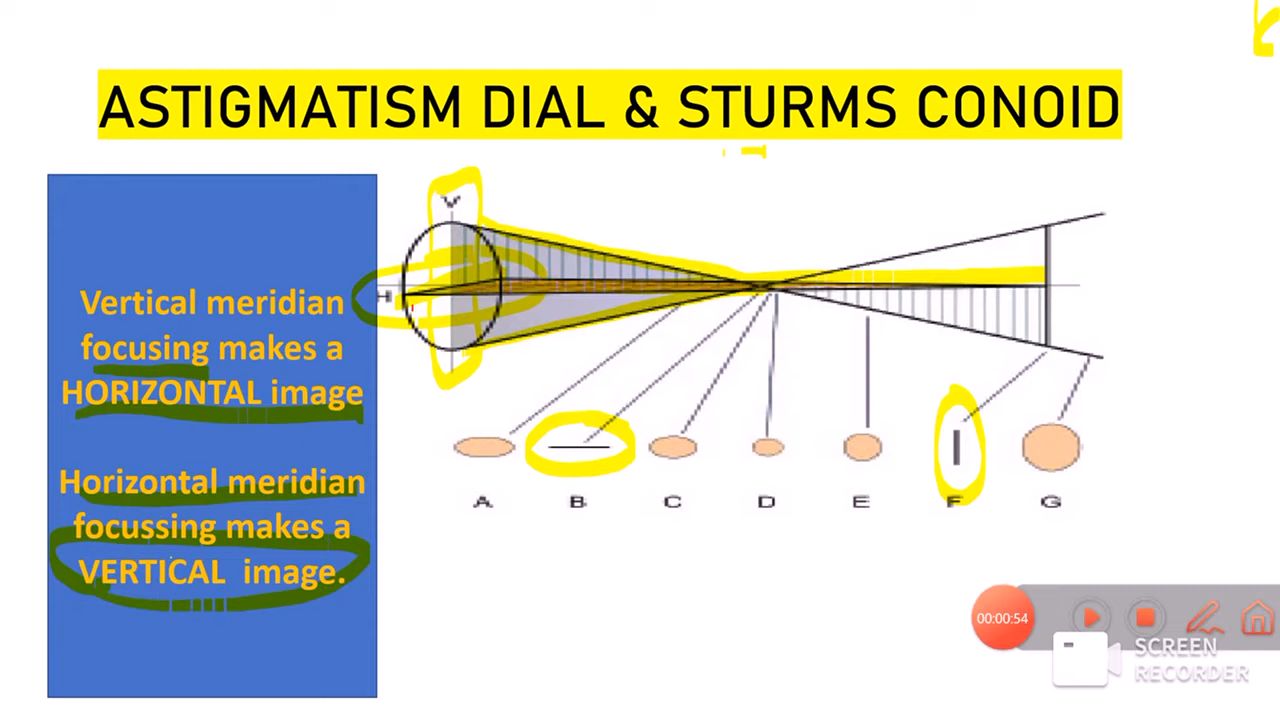 ASTIGMATISM DIAL & STURMS CONOID
Vertical meridian
focusing makes a
HORIZONTAL image
Horizontal meridian
focussing makes a
VERTICAL image.
V
H
A B C D E F G
00:00:54
SCREEN
RECORDER